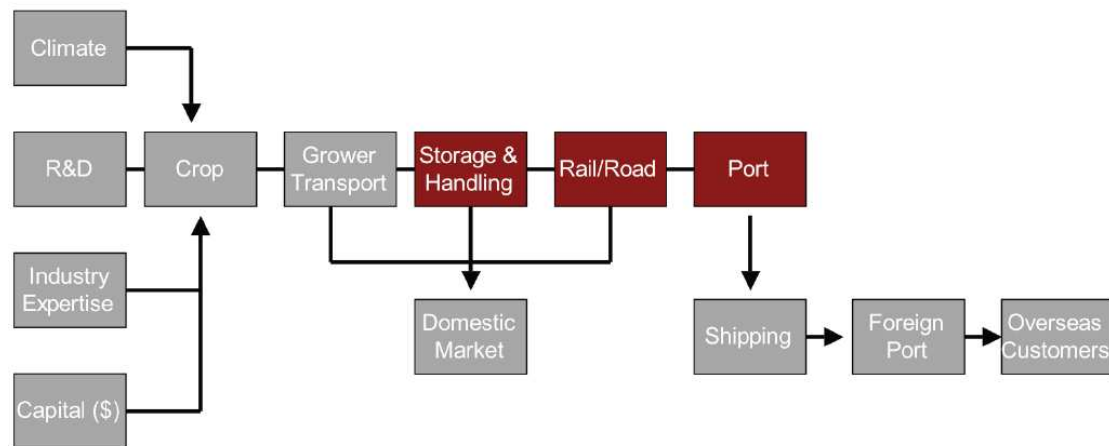 Climate
R&D
Crop
Grower
Transport
Storage &
Handling
Rail/Road
Port
Industry
Expertise
Domestic
Market
Shipping
Foreign
Port
Overseas
Customers
Capital ($)